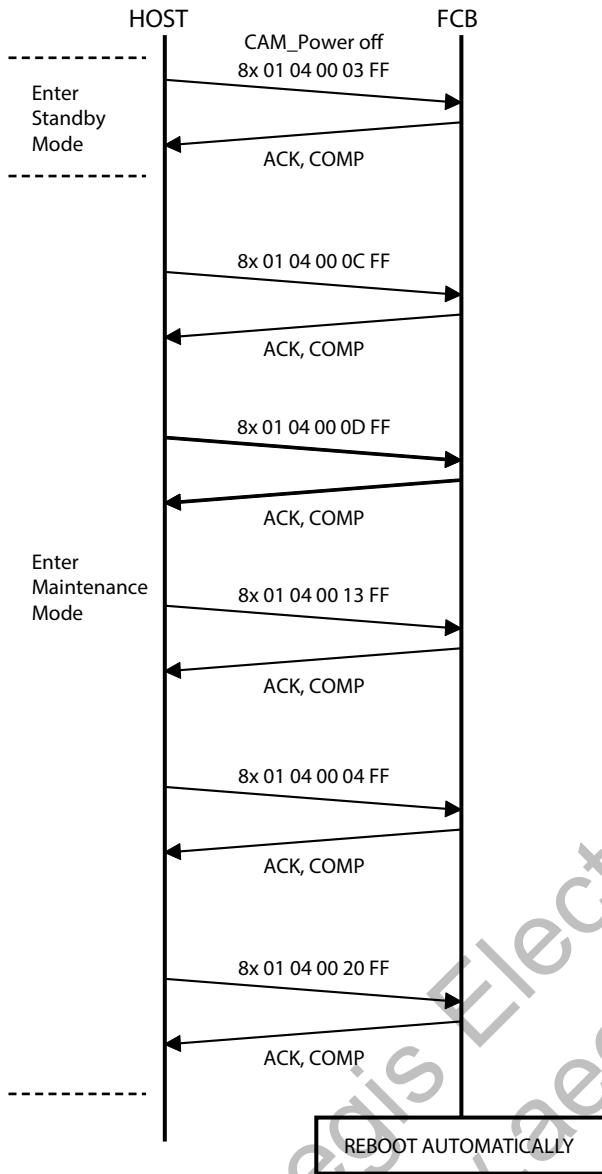 HOST
FCB
CAM_Power off
8x 01 04 00 03 FF
Enter
Standby
Mode
ACK, COMP
8x 01 04 00 0C FF
ACK, COMP
8x 01 04 00 0D FF
ACK, COMP
Enter
Maintenance
Mode
8x 01 04 00 13 FF
ACK, COMP
8x 01 04 00 04 FF
ACK, COMP
8x 01 04 00 20 FF
ACK, COMP
REBOOT AUTOMATICALLY